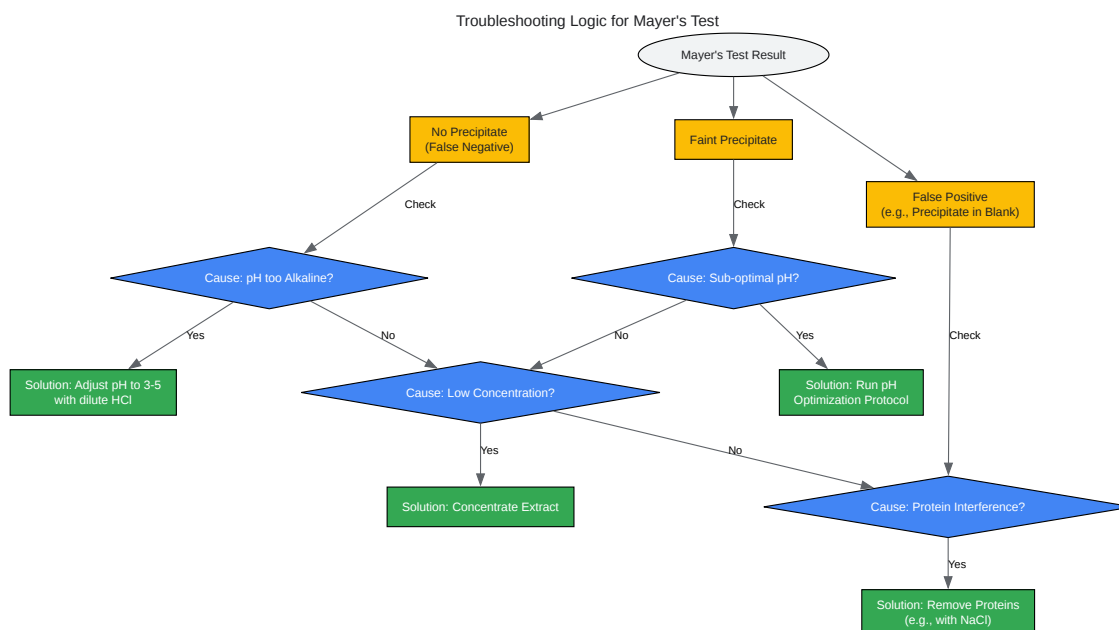 Troubleshooting Logic for Mayer's Test
Mayer's Test Result
No Precipitate
(False Negative)
Faint Precipitate
False Positive
(e.g., Precipitate in Blank)
Check
Check
Cause: pH too Alkaline?
Cause: Sub-optimal pH?
Yes
No
No
Yes
Check
Solution: Adjust pH to 3-5
with dilute HCl
Cause: Low Concentration?
Solution: Run pH
Optimization Protocol
Yes
No
Solution: Concentrate Extract
Cause: Protein Interference?
Yes
Solution: Remove Proteins
(e.g., with NaCl)